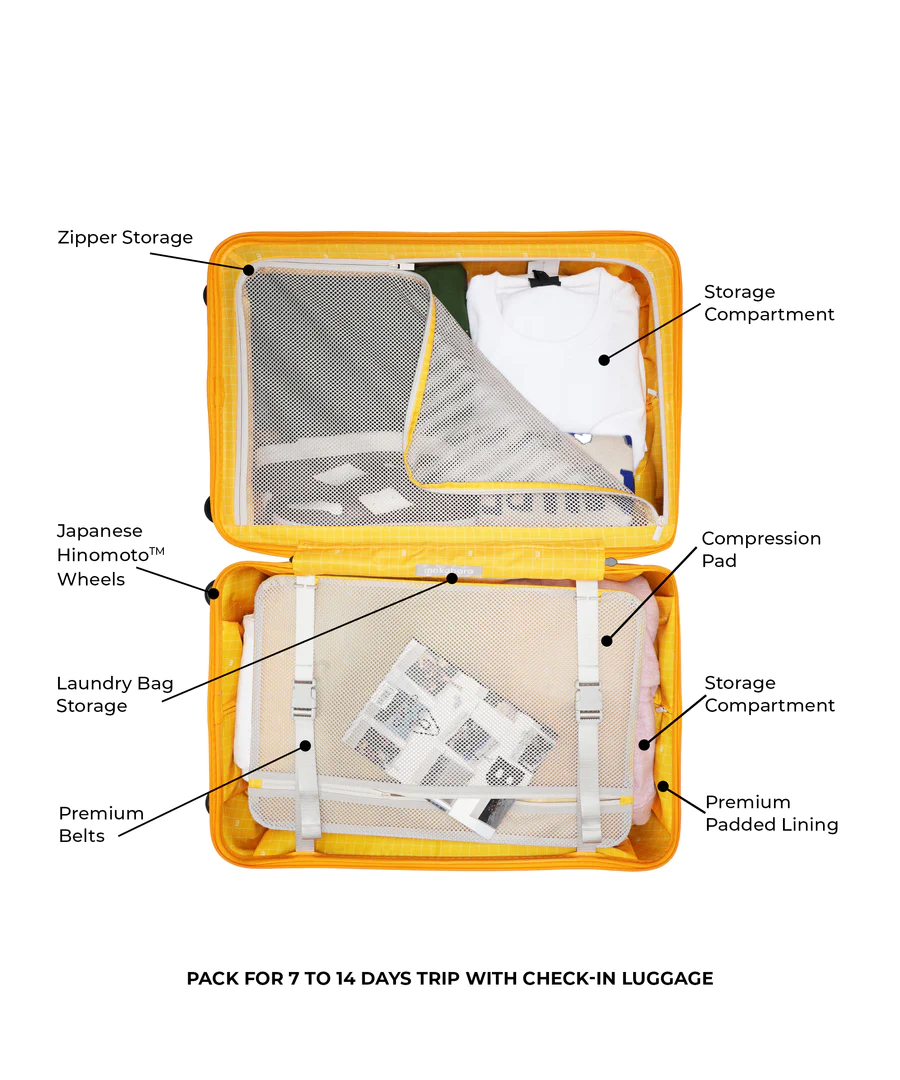 Zipper Storage
Storage
Compartment
Japanese
Hinomoto™
Wheels
Compression
Pad
mokobara
Laundry Bag
Storage
Storage
Compartment
Premium
Belts
Premium
Padded Lining
PACK FOR 7 TO 14 DAYS TRIP WITH CHECK-IN LUGGAGE